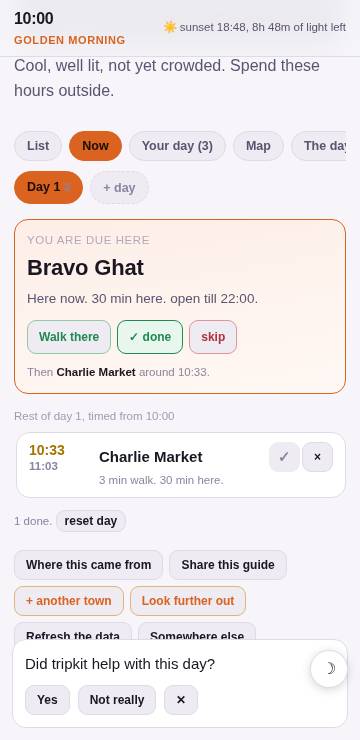 10:00
☀️ sunset 18:48, 8h 48m of light left
GOLDEN MORNING
Cool, well lit, not yet crowded. Spend these
hours outside.
List Now Your day (3) Map The day
Day 1 + day
YOU ARE DUE HERE
Bravo Ghat
Here now. 30 min here. open till 22:00.
Walk there ✓ done skip
Then Charlie Market around 10:33.
Rest of day 1, timed from 10:00
10:33
11:03
Charlie Market
✓ ×
3 min walk. 30 min here.
1 done. reset day
Where this came from Share this guide
+ another town Look further out
Refresh the data Somewhere else
Did tripkit help with this day?
Yes Not really ✕